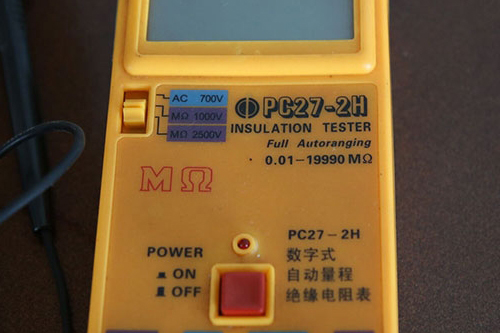 AC 700V
MΩ 1000V
MΩ 2500V
PC27-2H
INSULATION TESTER
Full Autoranging
0.01-19990 MΩ
MΩ
POWER
ON
OFF
PC27-2H
数字式
自动量程
绝缘电阻表